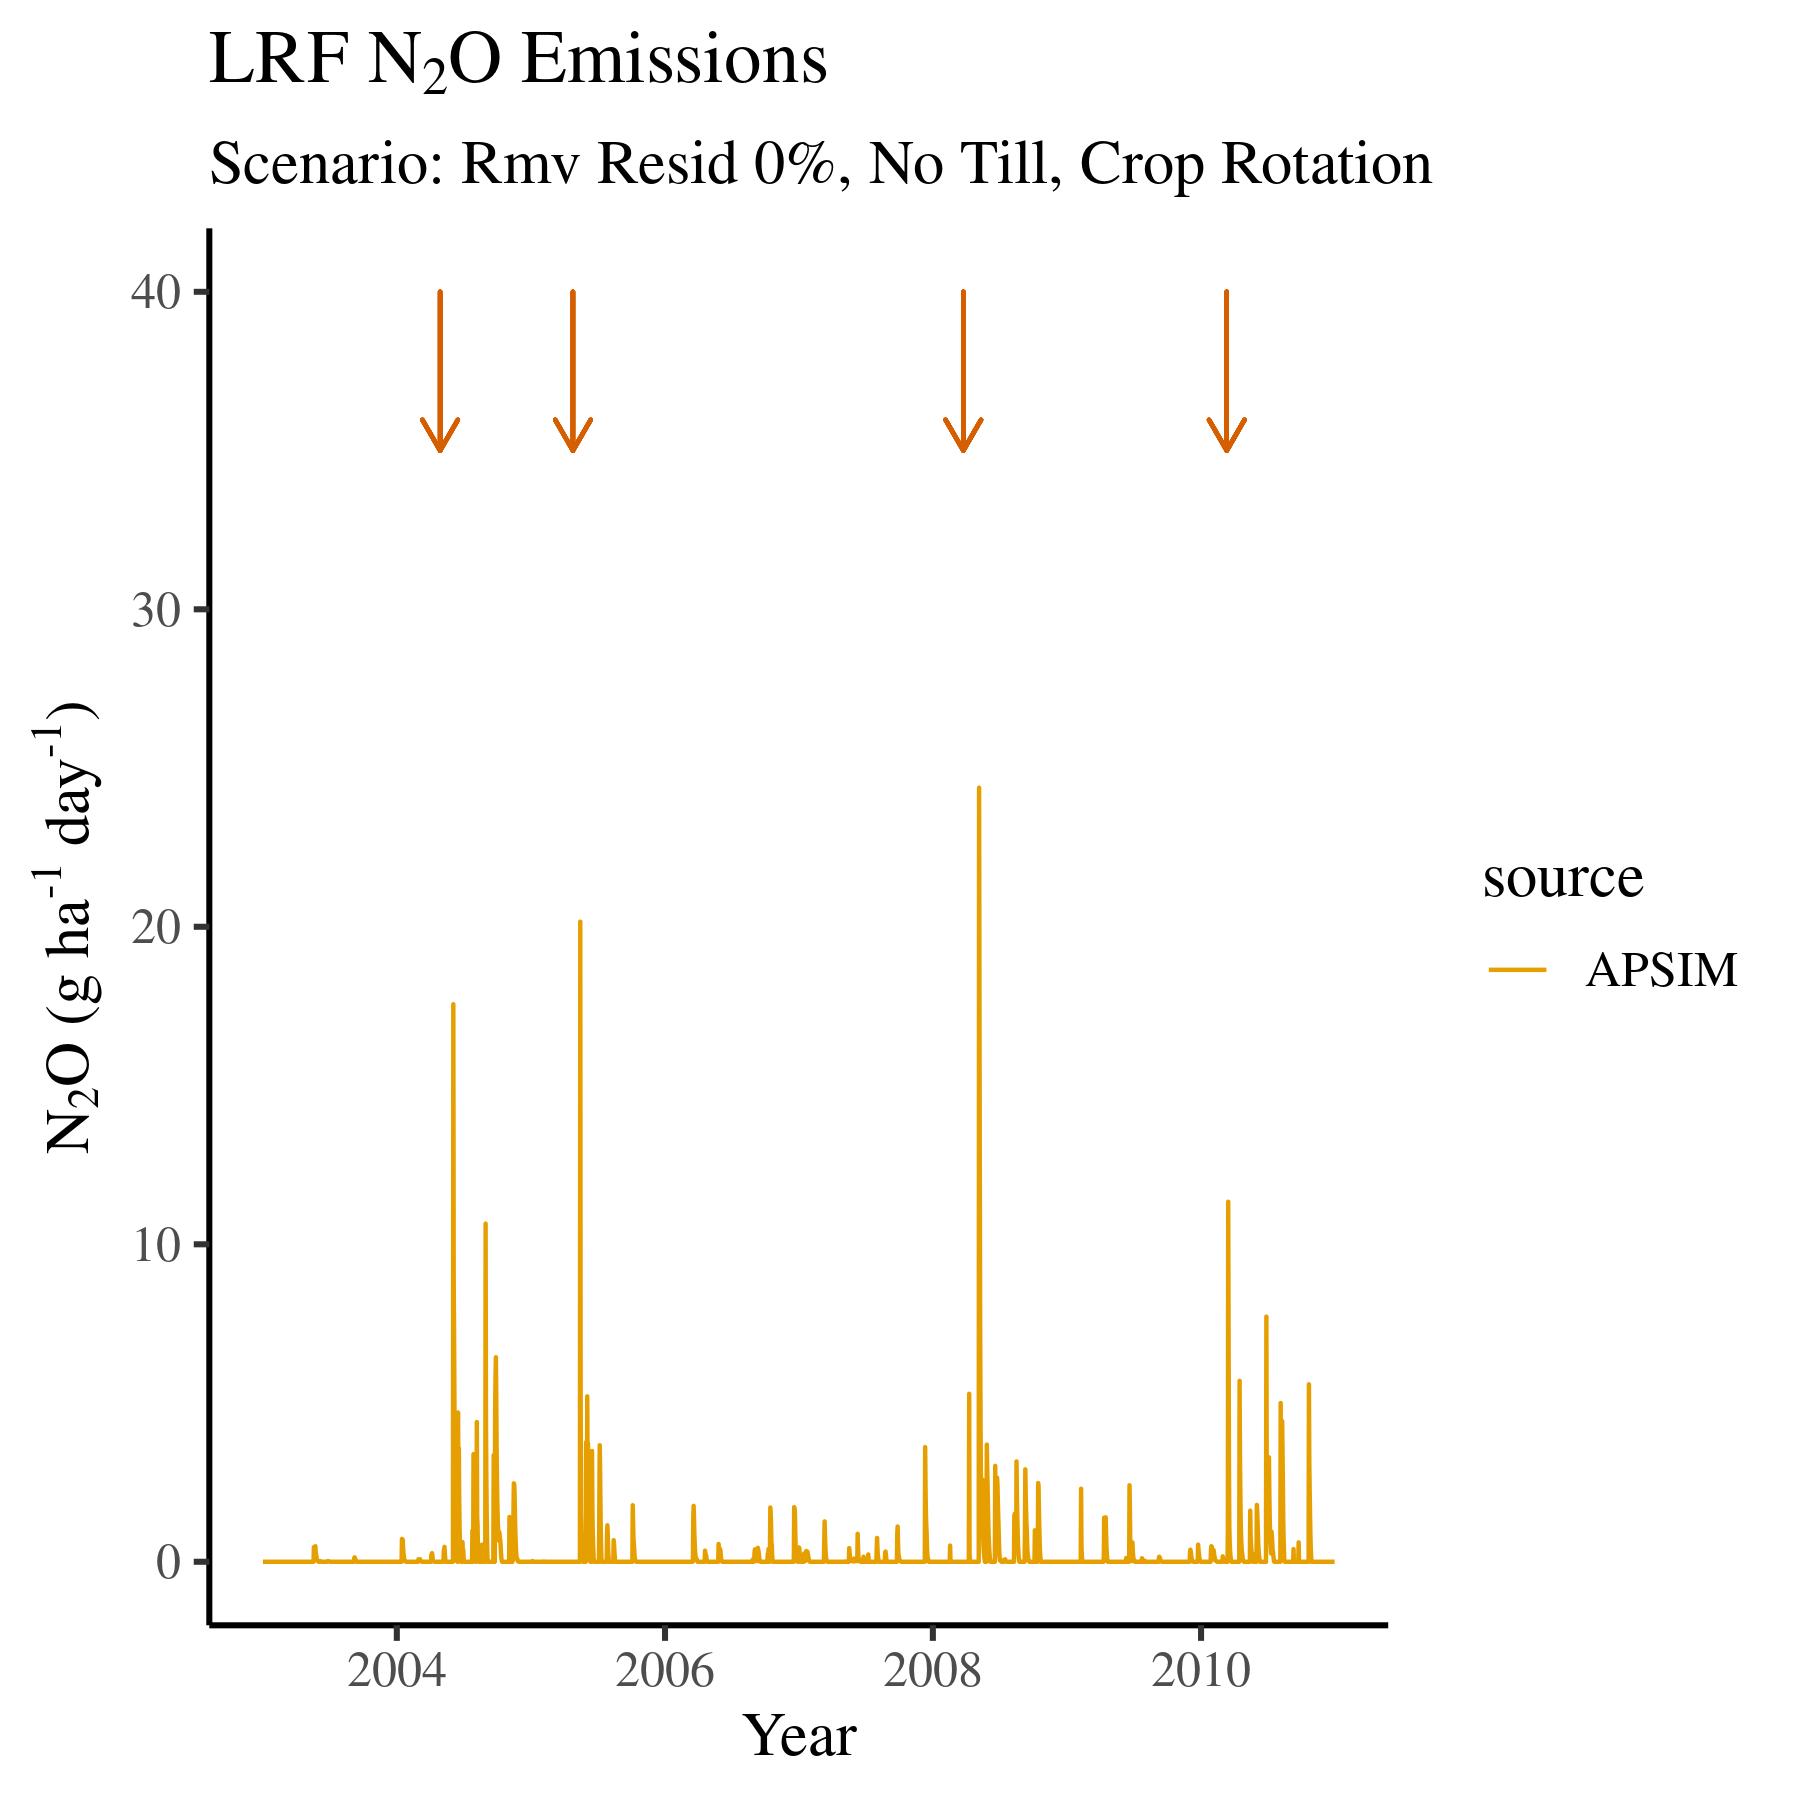 LRF N₂O Emissions
Scenario: Rmv Resid 0%, No Till, Crop Rotation
N₂O (g ha⁻¹ day⁻¹)
40
30
20
10
0
2004 2006 2008 2010
Year
source
APSIM